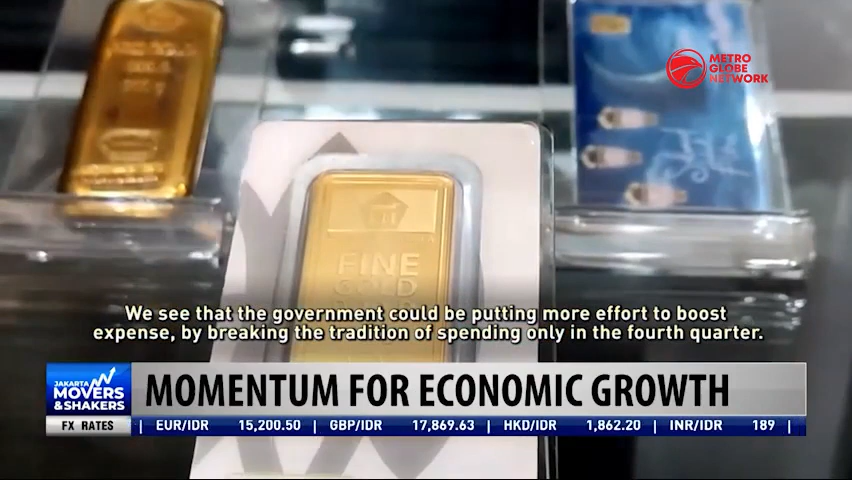 METRO
GLOBE
NETWORK
FINE
GOLD
We see that the government could be putting more effort to boost
expense, by breaking the tradition of spending only in the fourth quarter.
JAKARTA
MOVERS
& SHAKERS
MOMENTUM FOR ECONOMIC GROWTH
FX RATES | EUR/IDR 15,200.50 | GBP/IDR 17,869.63 | HKD/IDR 1,862.20 | INR/IDR 189 |